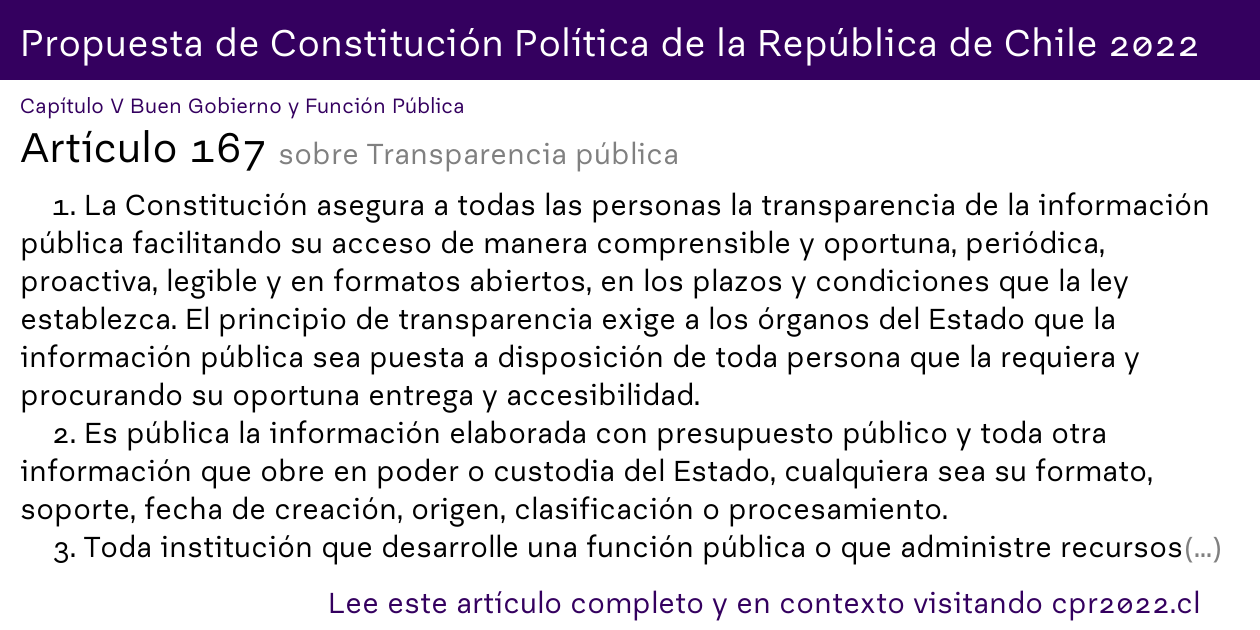 Propuesta de Constitución Política de la República de Chile 2022
Capítulo V Buen Gobierno y Función Pública
Artículo 167 sobre Transparencia pública
1. La Constitución asegura a todas las personas la transparencia de la información
pública facilitando su acceso de manera comprensible y oportuna, periódica,
proactiva, legible y en formatos abiertos, en los plazos y condiciones que la ley
establezca. El principio de transparencia exige a los órganos del Estado que la
información pública sea puesta a disposición de toda persona que la requiera y
procurando su oportuna entrega y accesibilidad.
2. Es pública la información elaborada con presupuesto público y toda otra
información que obre en poder o custodia del Estado, cualquiera sea su formato,
soporte, fecha de creación, origen, clasificación o procesamiento.
3. Toda institución que desarrolle una función pública o que administre recursos(...)
Lee este artículo completo y en contexto visitando cpr2022.cl